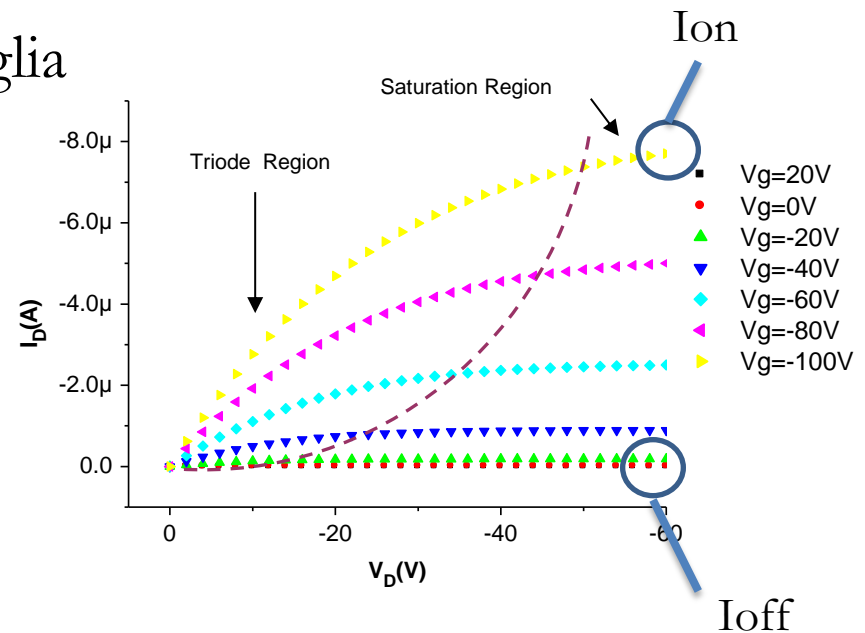 glia
Ion
Saturation Region
Triode Region
-8.0µ
-6.0µ
-4.0µ
-2.0µ
0.0
I_D(A)
0
-20
-40
-60
V_D(V)
Vg=20V
Vg=0V
Vg=-20V
Vg=-40V
Vg=-60V
Vg=-80V
Vg=-100V
Ioff